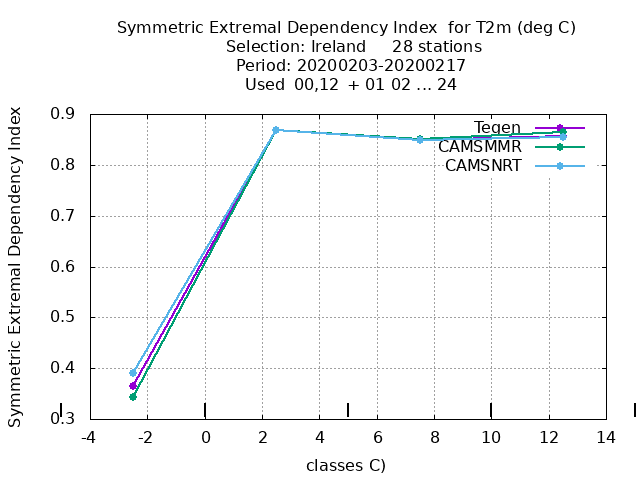 Symmetric Extremal Dependency Index  for T2m (deg C)
Selection: Ireland     28 stations
Period: 20200203-20200217
Used  00,12  + 01 02 ... 24
Symmetric Extremal Dependency Index
0.9
0.8
0.7
0.6
0.5
0.4
0.3
Tegen
CAMSMMR
CAMSNRT
-4 -2 0 2 4 6 8 10 12 14
classes C)